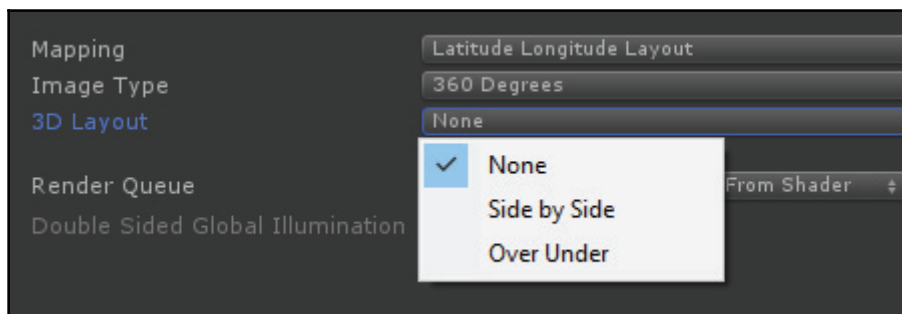 Mapping Latitude Longitude Layout
Image Type 360 Degrees
3D Layout None
None
Render Queue From Shader
Side by Side
Double Sided Global Illumination
Over Under